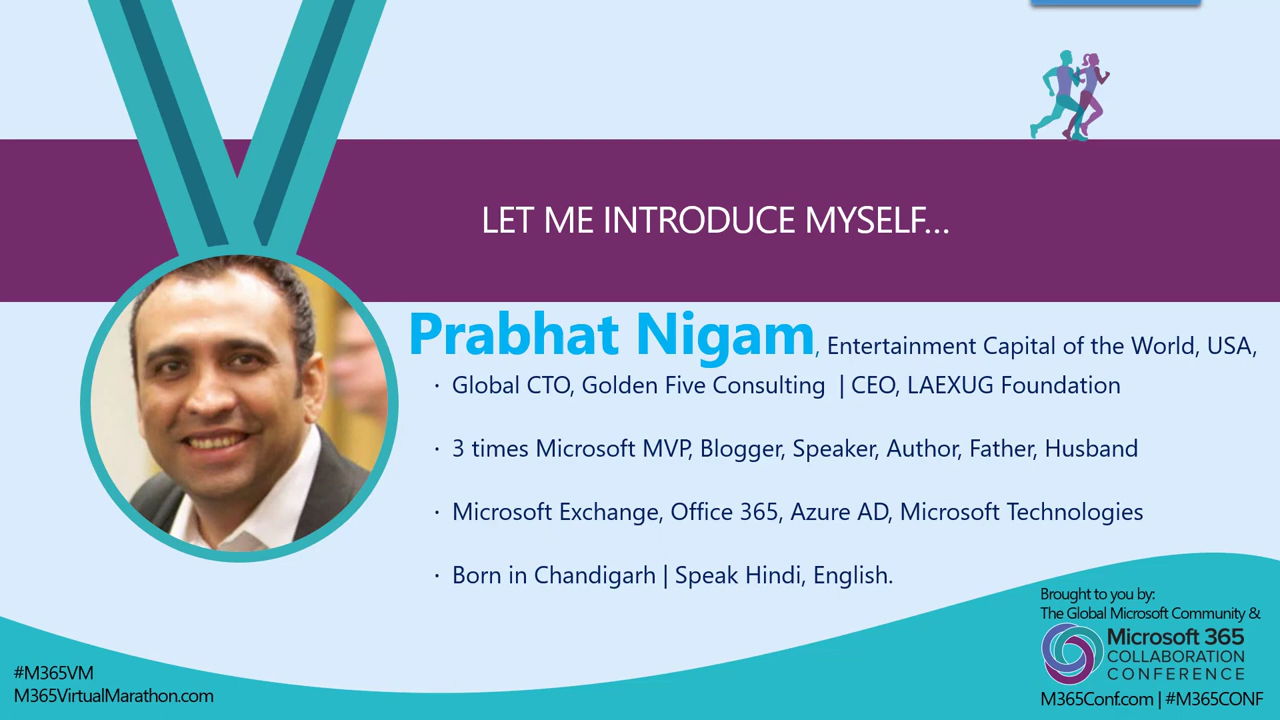 LET ME INTRODUCE MYSELF…
Prabhat Nigam, Entertainment Capital of the World, USA,
· Global CTO, Golden Five Consulting | CEO, LAEXUG Foundation
· 3 times Microsoft MVP, Blogger, Speaker, Author, Father, Husband
· Microsoft Exchange, Office 365, Azure AD, Microsoft Technologies
· Born in Chandigarh | Speak Hindi, English.
Brought to you by:
The Global Microsoft Community &
Microsoft 365
COLLABORATION
CONFERENCE
M365Conf.com | #M365CONF
#M365VM
M365VirtualMarathon.com